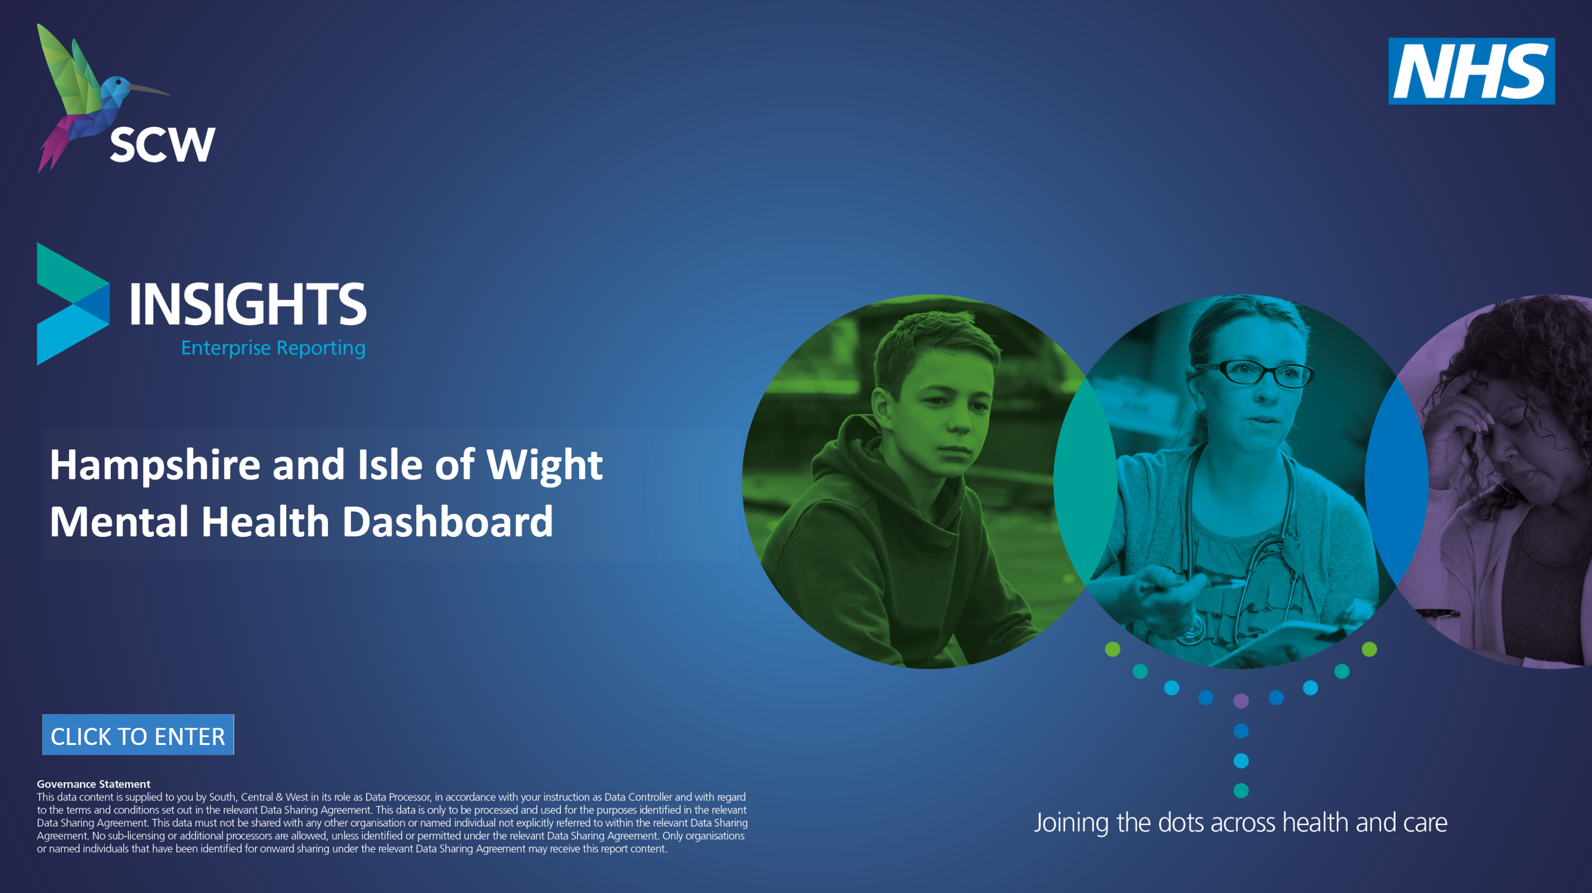 SCW
NHS
INSIGHTS
Enterprise Reporting
Hampshire and Isle of Wight
Mental Health Dashboard
CLICK TO ENTER
Governance Statement
This data content is supplied to you by South, Central & West in its role as Data Processor, in accordance with your instruction as Data Controller and with regard
to the terms and conditions set out in the relevant Data Sharing Agreement. This data is only to be processed and used for the purposes identified in the relevant
Data Sharing Agreement. This data must not be shared with any other organisation or named individual not explicitly referred to within the relevant Data Sharing
Agreement. No sub-licensing or additional processors are allowed, unless identified or permitted under the relevant Data Sharing Agreement. Only organisations
or named individuals that have been identified for onward sharing under the relevant Data Sharing Agreement may receive this report content.
Joining the dots across health and care